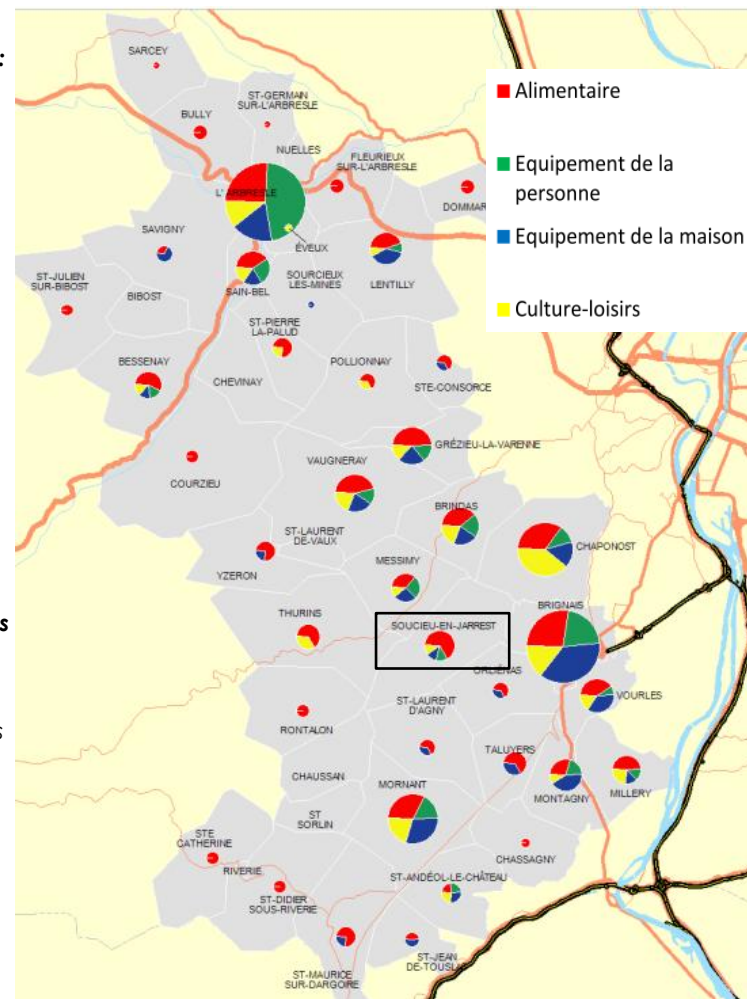 :
SARCEY
ST-GERMAIN
SUR-L'ARBRESLE
BULLY
NUELLES
FLEURIEUX
SUR-L'ARBRESLE
L'ARBRESLE
DOMMAR
EVEUX
SAVIGNY
SOURCIEUX
LES-MINES
LENTILLY
SAIN-BEL
ST-JULIEN
SUR-BIBOST
BIBOST
ST-PIERRE
LA-PALUD
BESSENAY
CHEVINAY
POLLIONNAY
STE-CONSORCE
GRÉZIEU-LA-VARENNE
VAUGNERAY
COURZIEU
BRINDAS
ST-LAURENT
DE-VAUX
CHAPONOST
YZERON
MESSIMY
BRIGNAIS
THURINS
SOUCIEU-EN-JARREST
s
ORLIÉNAS
VOURLES
ST-LAURENT
D'AGNY
RONTALON
s
TALUYERS
CHAUSSAN
MORNANT
MONTAGNY
MILLERY
ST
SORLIN
STE
CATHERINE
CHASSAGNY
RIVERIE
ST-ANDÉOL-LE-CHÂTEAU
ST-DIDIER
SOUS-RIVERIE
ST-JEAN
DE-TOUSLAS
ST-MAURICE
SUR-DARGOIRE
Alimentaire
Equipement de la
personne
Equipement de la maison
Culture-loisirs